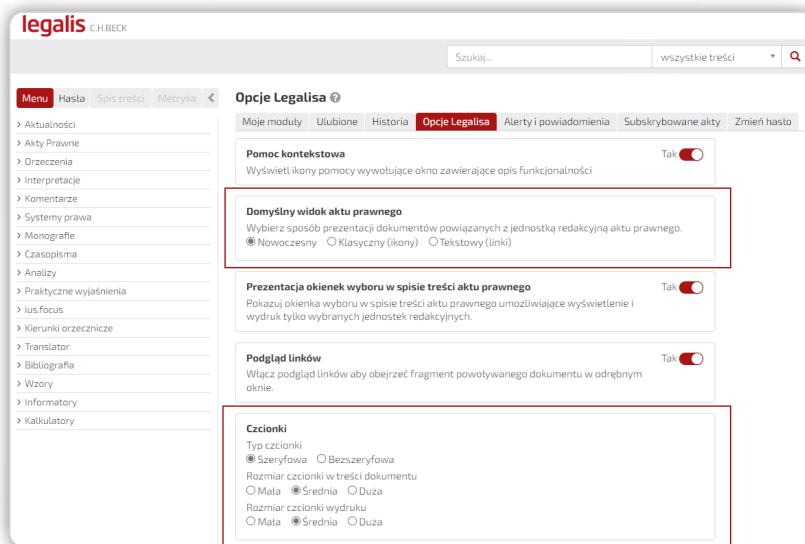 legalis C.H.BECK
Szukaj... wszystkie treści
Menu Hasła Spis treści Metryka
Opcje Legalisa
Moje moduły Ulubione Historia Opcje Legalisa Alerty i powiadomienia Subskrybowane akty Zmień hasło
> Aktualności
> Akty Prawne
> Orzeczenia
> Interpretacje
> Komentarze
> Systemy prawa
> Monografie
> Czasopisma
> Analizy
> Praktyczne wyjaśnienia
> ius.focus
> Kierunki orzecznicze
> Translator
> Bibliografia
> Wzory
> Informatory
> Kalkulatory
Pomoc kontekstowa Tak
Wyświetl ikony pomocy wywołujące okno zawierające opis funkcjonalności
Domyślny widok aktu prawnego
Wybierz sposób prezentacji dokumentów powiązanych z jednostką redakcyjną aktu prawnego.
Nowoczesny Klasyczny (ikony) Tekstowy (linki)
Prezentacja okienek wyboru w spisie treści aktu prawnego Tak
Pokazuj okienka wyboru w spisie treści aktu prawnego umożliwiające wyświetlenie i
wydruk tylko wybranych jednostek redakcyjnych.
Podgląd linków Tak
Włącz podgląd linków aby obejrzeć fragment powoływanego dokumentu w odrębnym
oknie.
Czcionki
Typ czcionki
Szeryfowa Bezszeryfowa
Rozmiar czcionki w treści dokumentu
Mała Średnia Duża
Rozmiar czcionki wydruku
Mała Średnia Duża